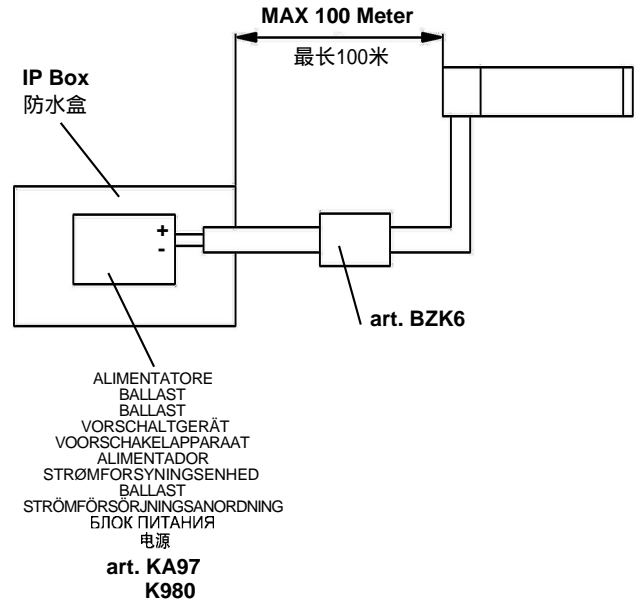 MAX 100 Meter
最长100米
IP Box
防水盒
+
-
art. BZK6
ALIMENTATORE
BALLAST
BALLAST
VORSCHALTGERÄT
VOORSCHAKELAPPARAAT
ALIMENTADOR
STRØMFORSYNINGSENHED
BALLAST
STRÖMFÖRSÖRJNINGSANORDNING
БЛОК ПИТАНИЯ
电源
art. KA97
K980